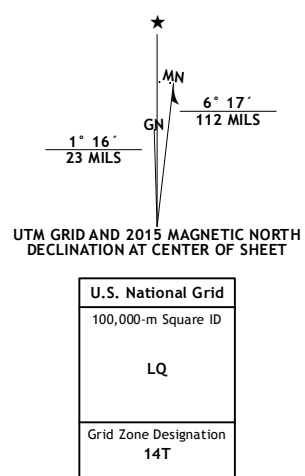 MN
GN
6° 17´
112 MILS
1° 16´
23 MILS
UTM GRID AND 2015 MAGNETIC NORTH
DECLINATION AT CENTER OF SHEET
U.S. National Grid
100,000-m Square ID
LQ
Grid Zone Designation
14T